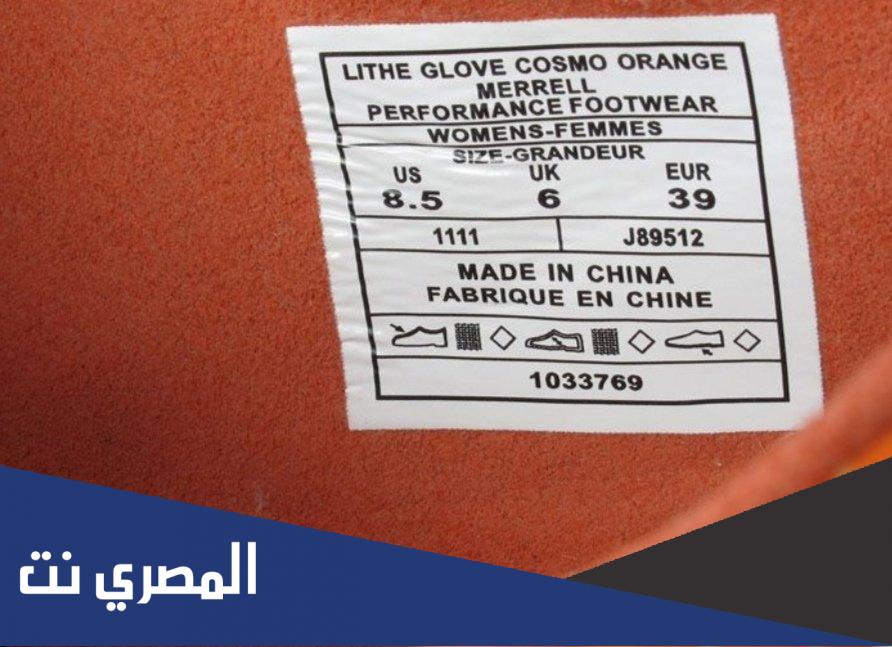 LITHE GLOVE COSMO ORANGE
MERRELL
PERFORMANCE FOOTWEAR
WOMENS-FEMMES
SIZE-GRANDEUR
US UK EUR
8.5 6 39
1111 J89512
MADE IN CHINA
FABRIQUE EN CHINE
1033769
المصري نت